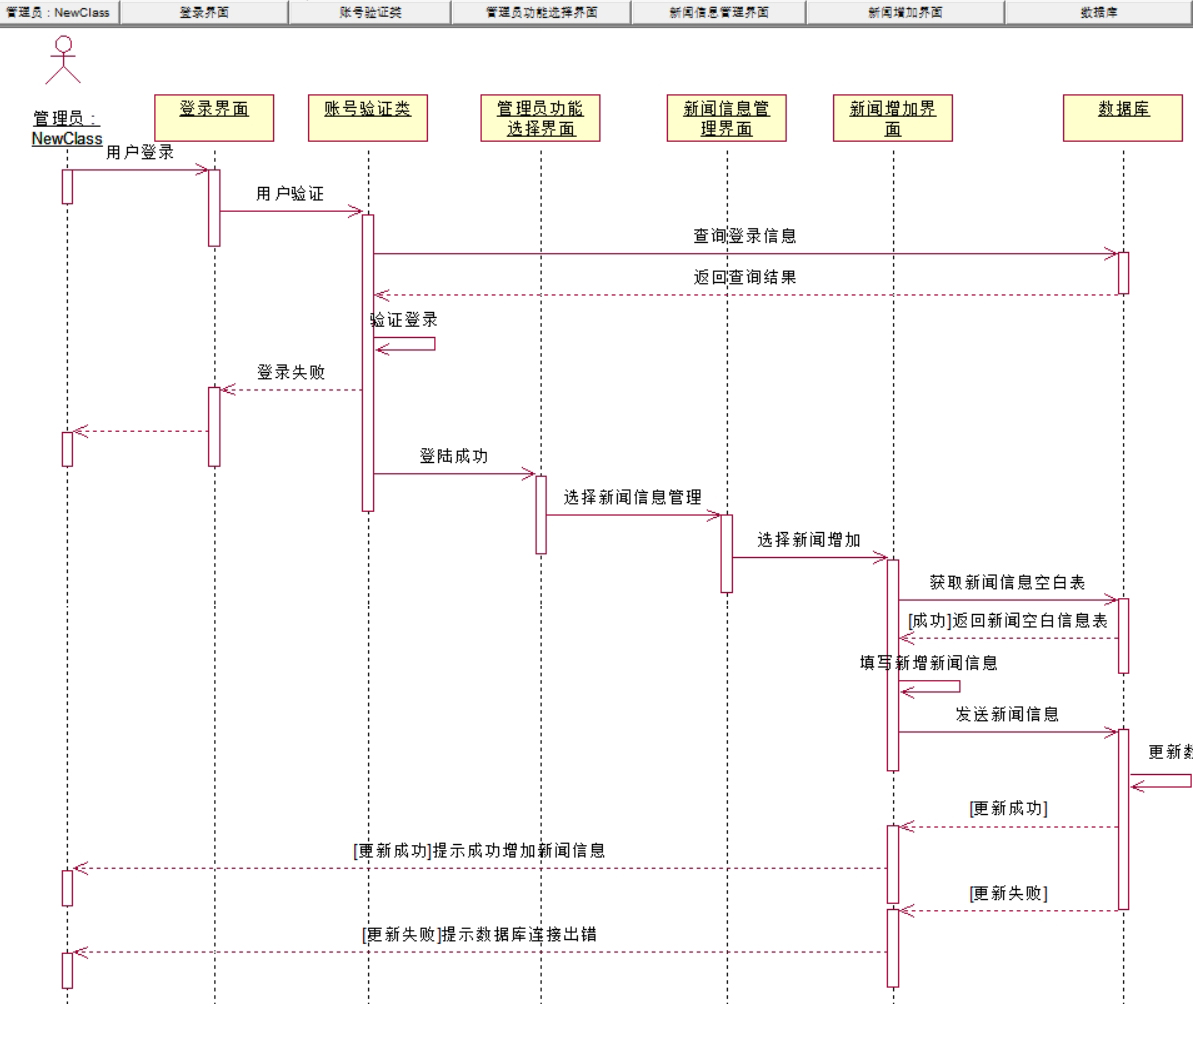 管理员 : NewClass
登录界面
账号验证类
管理员功能选择界面
新闻信息管理界面
新闻增加界面
数据库
管理员 :
NewClass
登录界面
账号验证类
管理员功能
选择界面
新闻信息管
理界面
新闻增加界
面
数据库
用户登录
用户验证
查询登录信息
返回查询结果
验证登录
登录失败
登陆成功
选择新闻信息管理
选择新闻增加
获取新闻信息空白表
[成功]返回新闻空白信息表
填写新增新闻信息
发送新闻信息
更新数
[更新成功]
[更新成功]提示成功增加新闻信息
[更新失败]
[更新失败]提示数据库连接出错